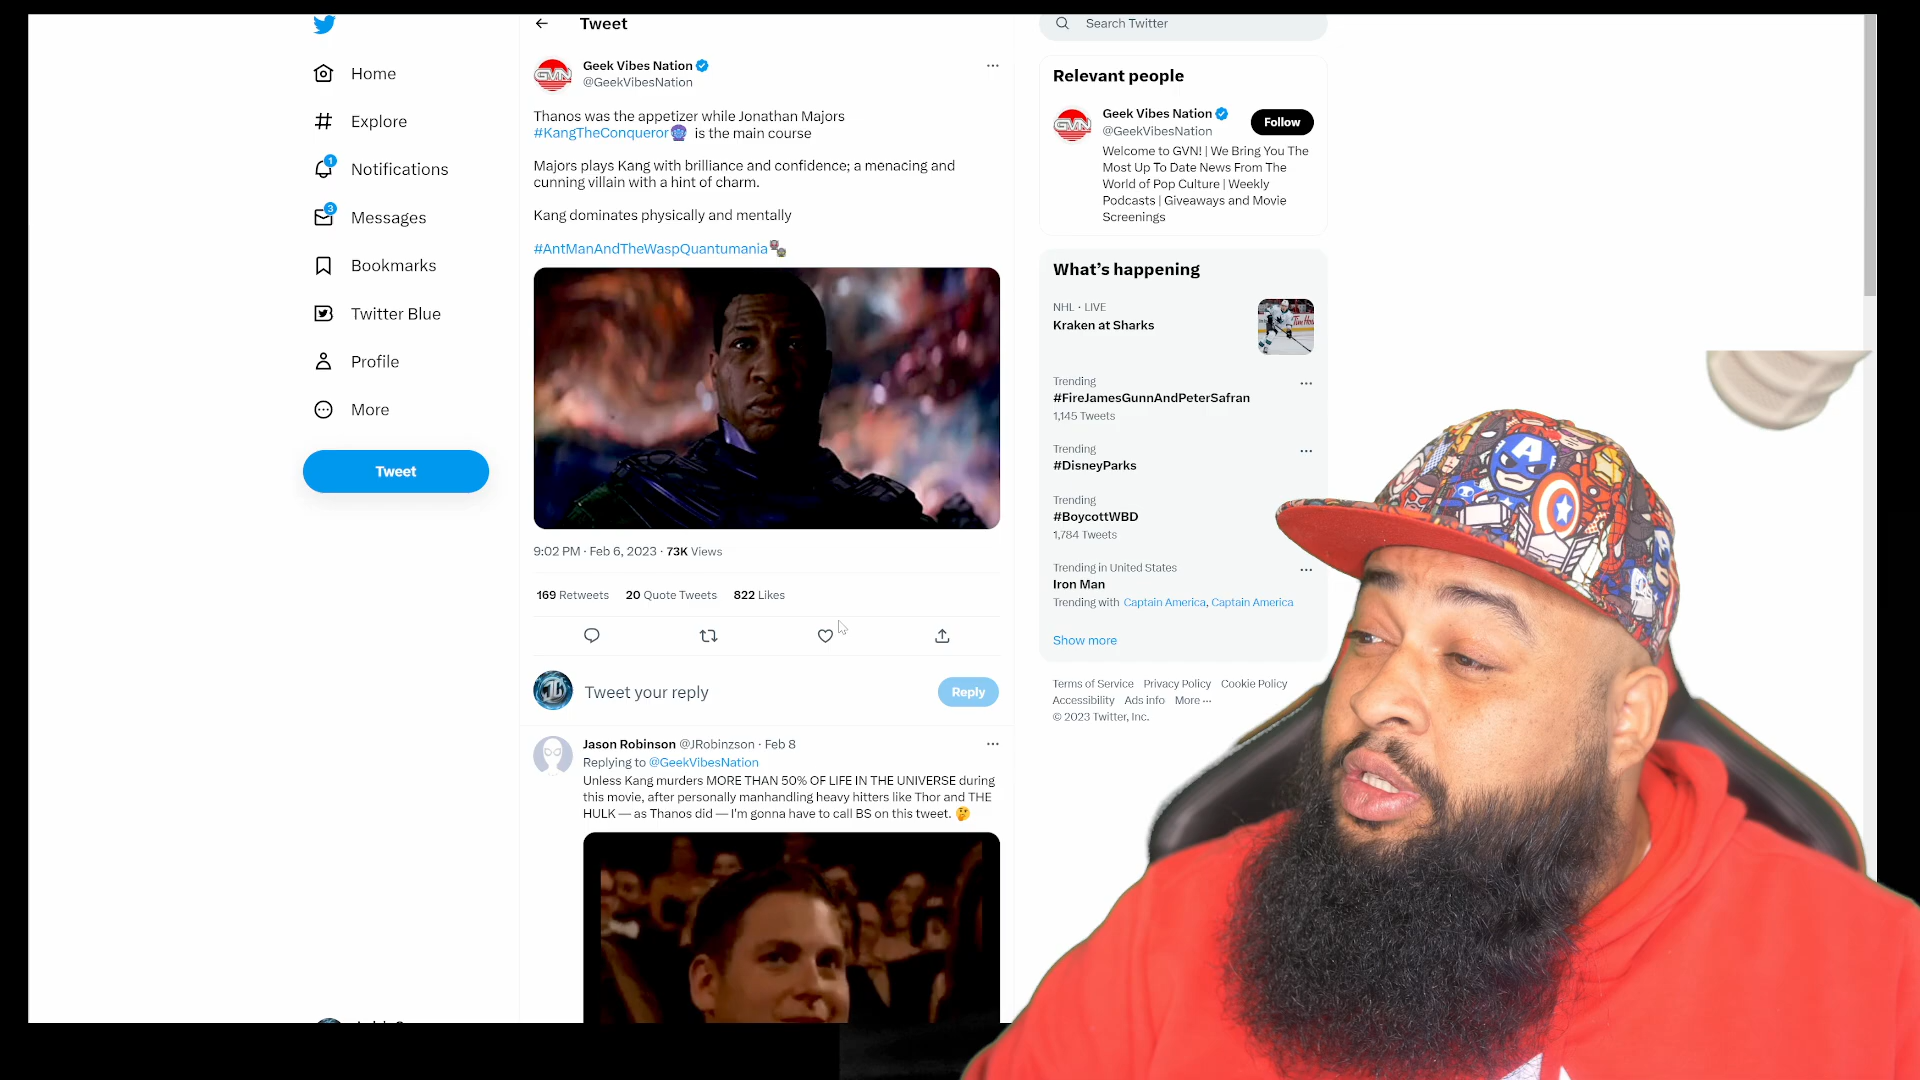 Tweet
Search Twitter
Home
Explore
1
Notifications
3
Messages
Bookmarks
Twitter Blue
Profile
More
Tweet
GVN
Geek Vibes Nation
@GeekVibesNation
Thanos was the appetizer while Jonathan Majors
#KangTheConqueror is the main course
Majors plays Kang with brilliance and confidence; a menacing and
cunning villain with a hint of charm.
Kang dominates physically and mentally
#AntManAndTheWaspQuantumania
9:02 PM · Feb 6, 2023 · 73K Views
169 Retweets 20 Quote Tweets 822 Likes
Tweet your reply
Reply
Jason Robinson @JRobinzson · Feb 8
Replying to @GeekVibesNation
Unless Kang murders MORE THAN 50% OF LIFE IN THE UNIVERSE during
this movie, after personally manhandling heavy hitters like Thor and THE
HULK — as Thanos did — I'm gonna have to call BS on this tweet.
Relevant people
GVN
Geek Vibes Nation
@GeekVibesNation
Follow
Welcome to GVN! | We Bring You The
Most Up To Date News From The
World of Pop Culture | Weekly
Podcasts | Giveaways and Movie
Screenings
What's happening
NHL · LIVE
Kraken at Sharks
Trending
#FireJamesGunnAndPeterSafran
1,145 Tweets
Trending
#DisneyParks
Trending
#BoycottWBD
1,784 Tweets
Trending in United States
Iron Man
Trending with Captain America, Captain America
Show more
Terms of Service Privacy Policy Cookie Policy
Accessibility Ads info More ···
© 2023 Twitter, Inc.
A